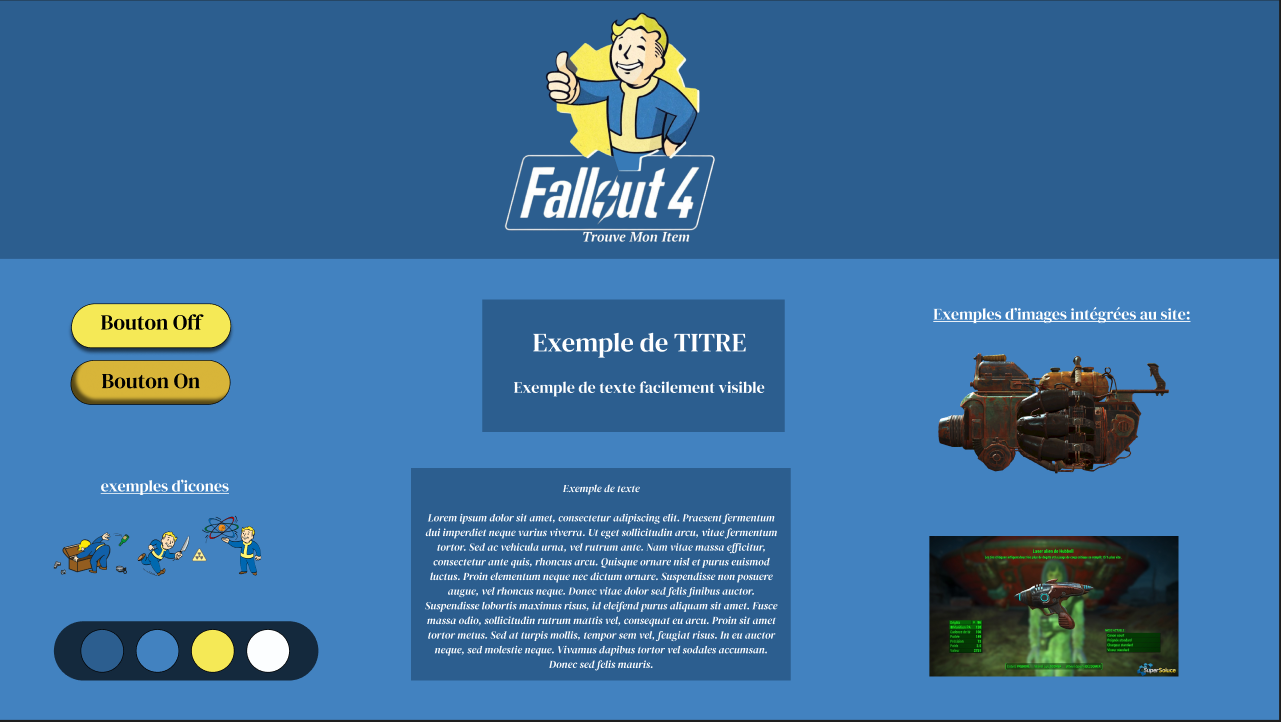 Fallout 4
Trouve Mon Item
Bouton Off
Bouton On
exemples d'icones
Exemple de TITRE
Exemple de texte facilement visible
Exemple de texte
Lorem ipsum dolor sit amet, consectetur adipiscing elit. Praesent fermentum
dui imperdiet neque varius viverra. Ut eget sollicitudin arcu, vitae fermentum
tortor. Sed ac vehicula urna, vel rutrum ante. Nam vitae massa efficitur,
consectetur ante quis, rhoncus arcu. Quisque ornare nisl et purus euismod
luctus. Proin elementum neque nec dictum ornare. Suspendisse non posuere
augue, vel rhoncus neque. Donec vitae dolor sed felis finibus auctor.
Suspendisse lobortis maximus risus, id eleifend purus aliquam sit amet. Fusce
massa odio, sollicitudin rutrum mattis vel, consequat eu arcu. Proin sit amet
tortor metus. Sed at turpis mollis, tempor sem vel, feugiat risus. In eu auctor
neque, sed molestie neque. Vivamus dapibus tortor vel sodales accumsan.
Donec sed felis mauris.
Exemples d'images intégrées au site:
Laser alien de Hubbell
SuperSoluce